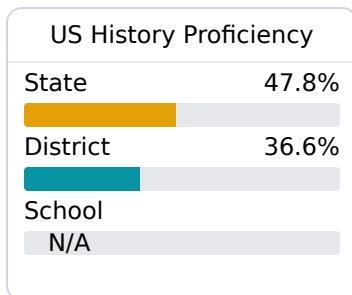 US History Proficiency
State 47.8%
District 36.6%
School
N/A